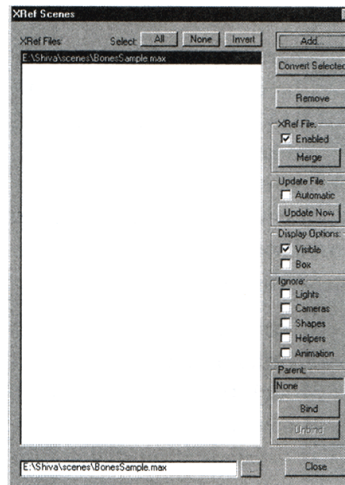 XRef Scenes
XRef Files: Select: All None Invert
E:\Shiva\scenes\BonesSample.max
Add...
Convert Selected
Remove
XRef File:
Enabled
Merge
Update File:
Automatic
Update Now
Display Options:
Visible
Box
Ignore:
Lights
Cameras
Shapes
Helpers
Animation
Parent:
None
Bind
Unbind
E:\Shiva\scenes\BonesSample.max ...
Close